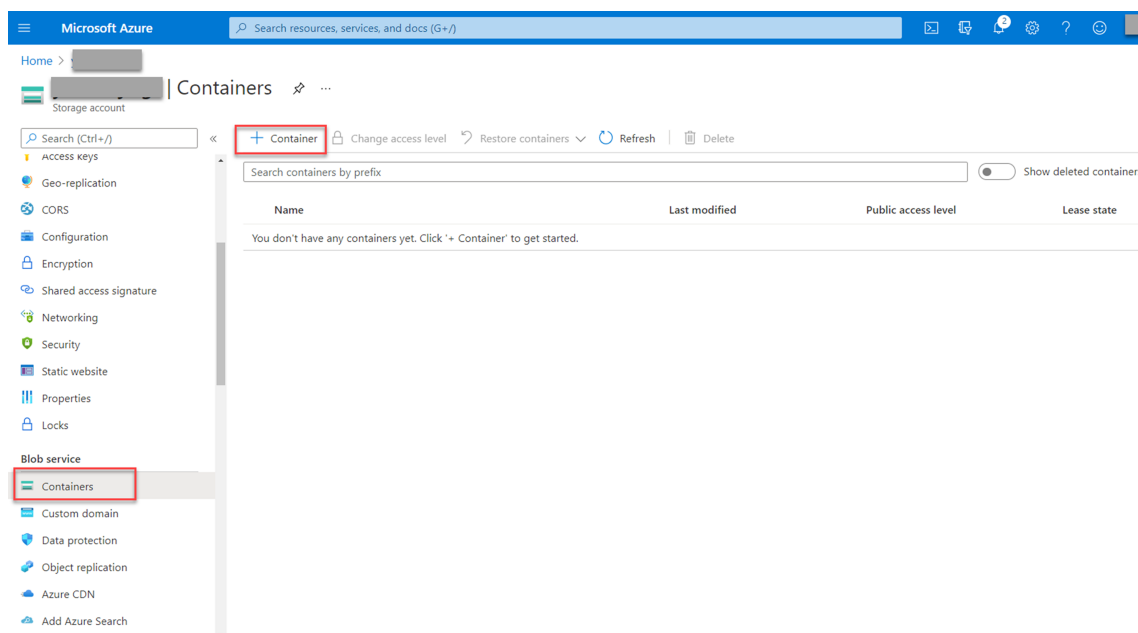 Microsoft Azure
Search resources, services, and docs (G+/)
2
Home >
| Containers
Storage account
Search (Ctrl+/)
«
+ Container
Change access level
Restore containers
Refresh
Delete
Access keys
Geo-replication
CORS
Configuration
Encryption
Shared access signature
Networking
Security
Static website
Properties
Locks
Blob service
Containers
Custom domain
Data protection
Object replication
Azure CDN
Add Azure Search
Search containers by prefix
Show deleted container
Name Last modified Public access level Lease state
You don't have any containers yet. Click '+ Container' to get started.